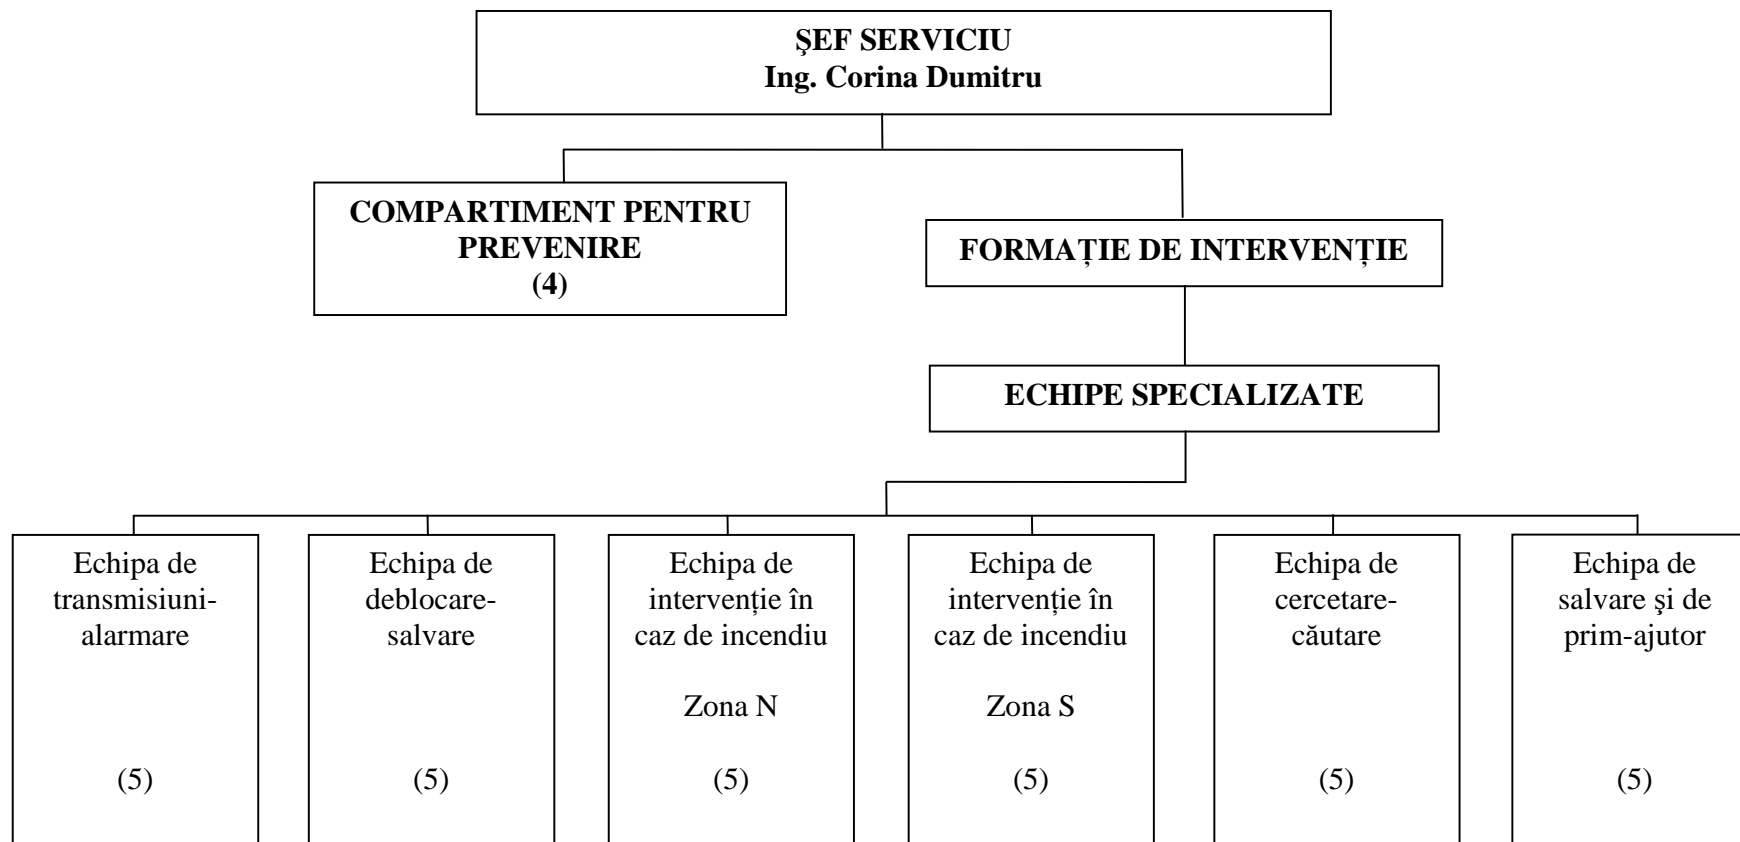 ŞEF SERVICIU
Ing. Corina Dumitru
COMPARTIMENT PENTRU
PREVENIRE
(4)
FORMAȚIE DE INTERVENȚIE
ECHIPE SPECIALIZATE
Echipa de
transmisiuni-
alarmare
(5)
Echipa de
deblocare-
salvare
(5)
Echipa de
intervenție în
caz de incendiu
Zona N
(5)
Echipa de
intervenție în
caz de incendiu
Zona S
(5)
Echipa de
cercetare-
căutare
(5)
Echipa de
salvare şi de
prim-ajutor
(5)